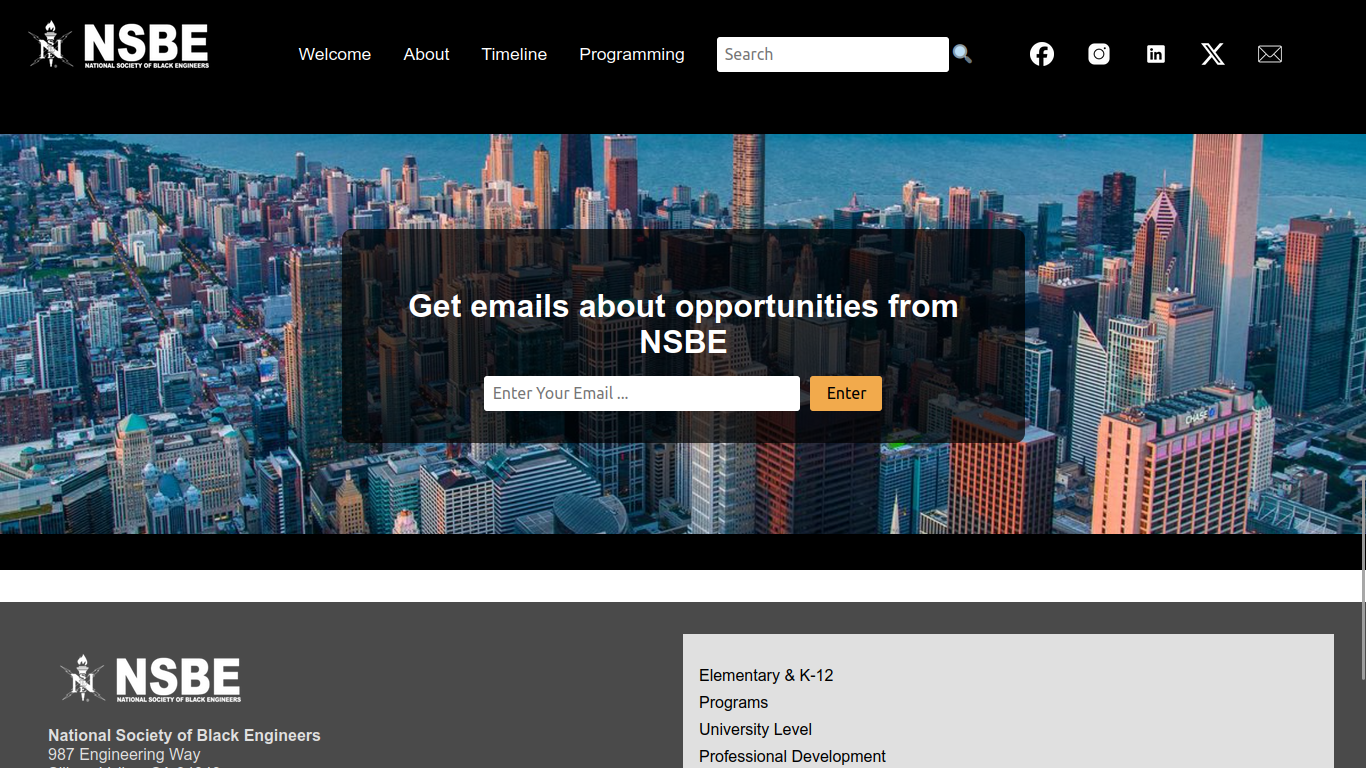 NSBE
NATIONAL SOCIETY OF BLACK ENGINEERS
Welcome
About
Timeline
Programming
Search
Get emails about opportunities from
NSBE
Enter Your Email ...
Enter
CHASE
NSBE
NATIONAL SOCIETY OF BLACK ENGINEERS
National Society of Black Engineers
987 Engineering Way
Elementary & K-12
Programs
University Level
Professional Development